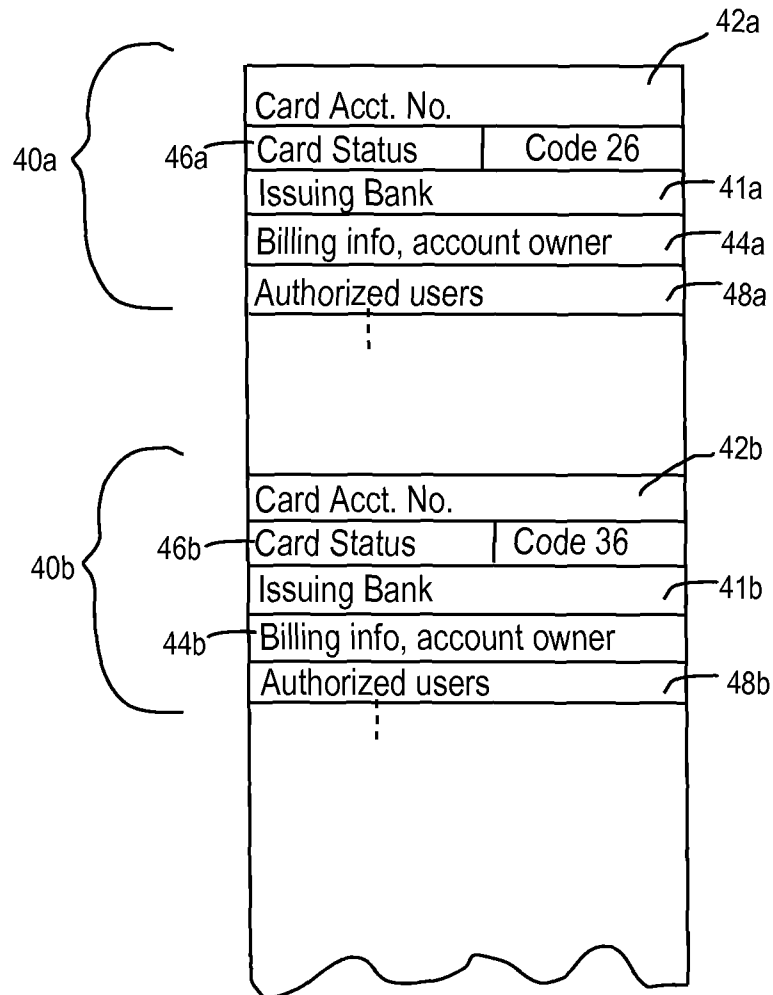 42a
Card Acct. No.
40a 46a Card Status Code 26
Issuing Bank 41a
Billing info, account owner 44a
Authorized users 48a
42b
Card Acct. No.
40b 46b Card Status Code 36
Issuing Bank 41b
44b Billing info, account owner
Authorized users 48b